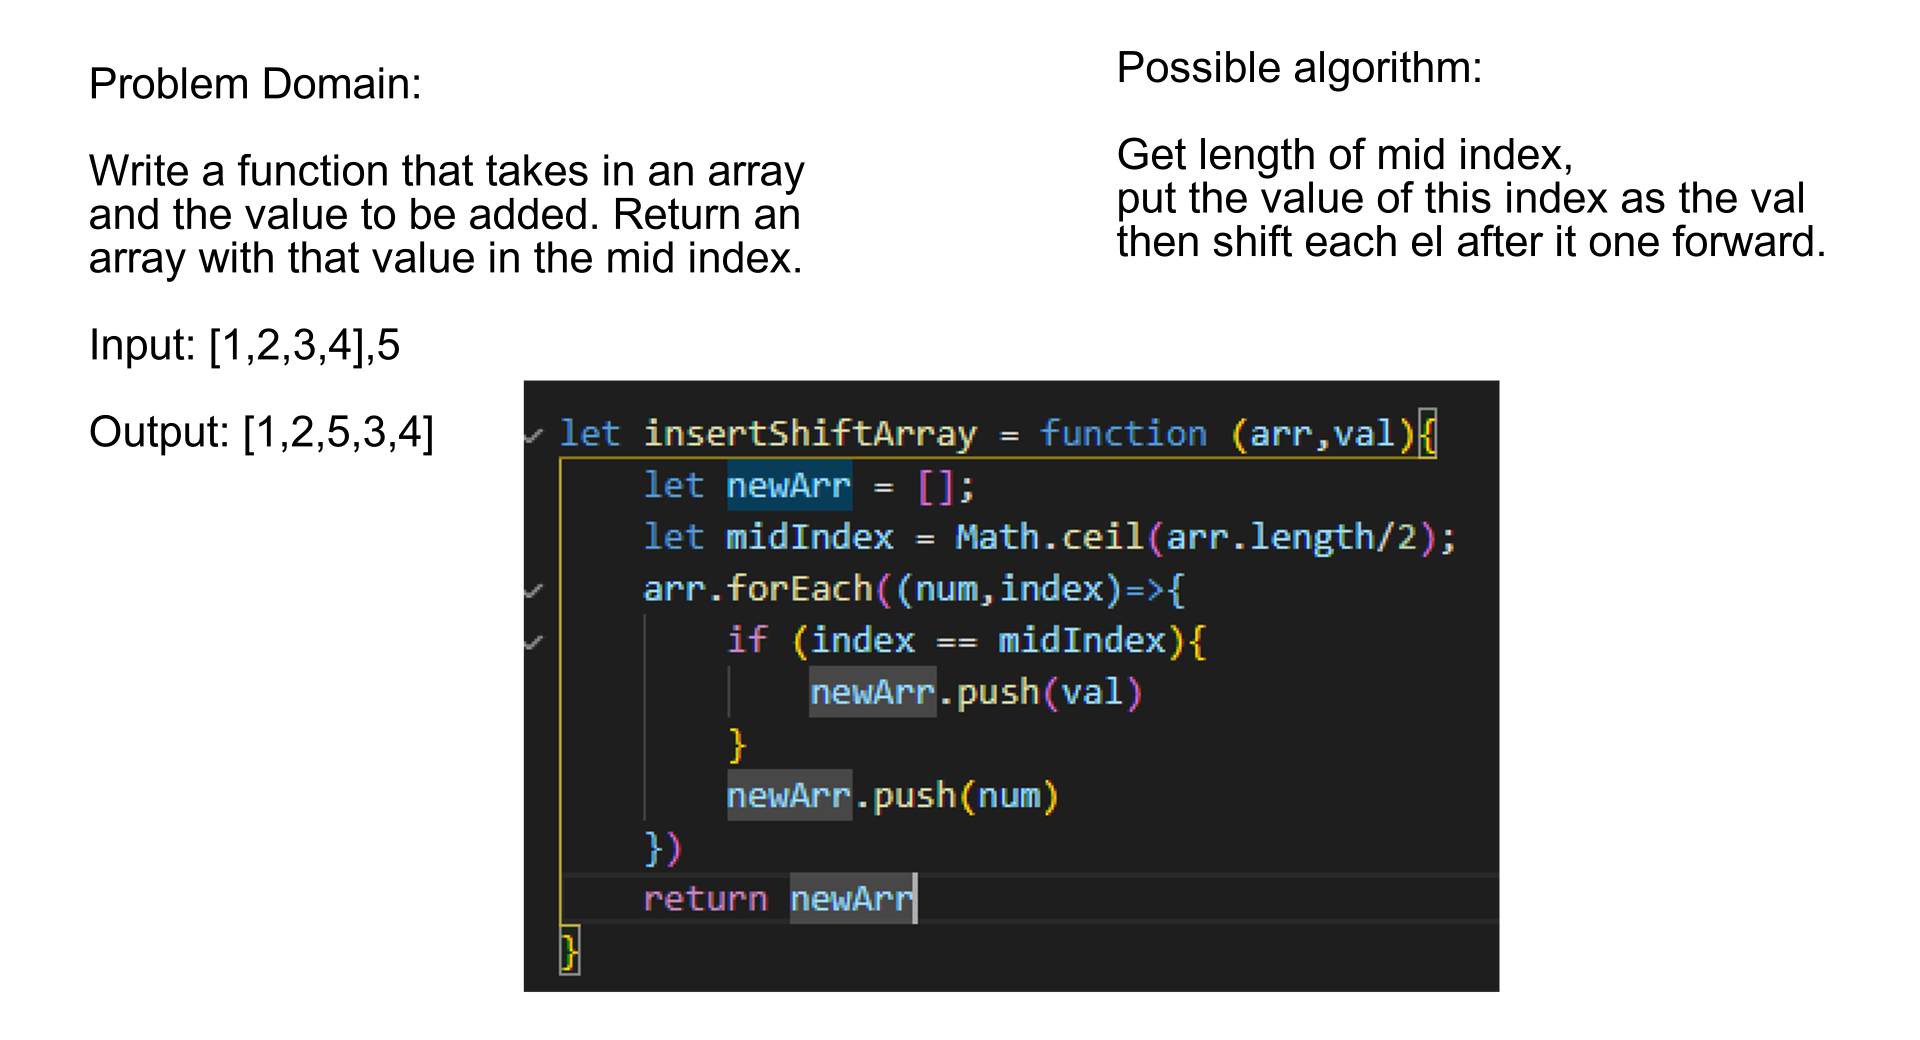 Problem Domain:
Write a function that takes in an array
and the value to be added. Return an
array with that value in the mid index.
Input: [1,2,3,4],5
Output: [1,2,5,3,4]
Possible algorithm:
Get length of mid index,
put the value of this index as the val
then shift each el after it one forward.
let insertShiftArray = function (arr,val){
    let newArr = [];
    let midIndex = Math.ceil(arr.length/2);
    arr.forEach((num,index)=>{
        if (index == midIndex){
            newArr.push(val)
        }
        newArr.push(num)
    })
    return newArr
}